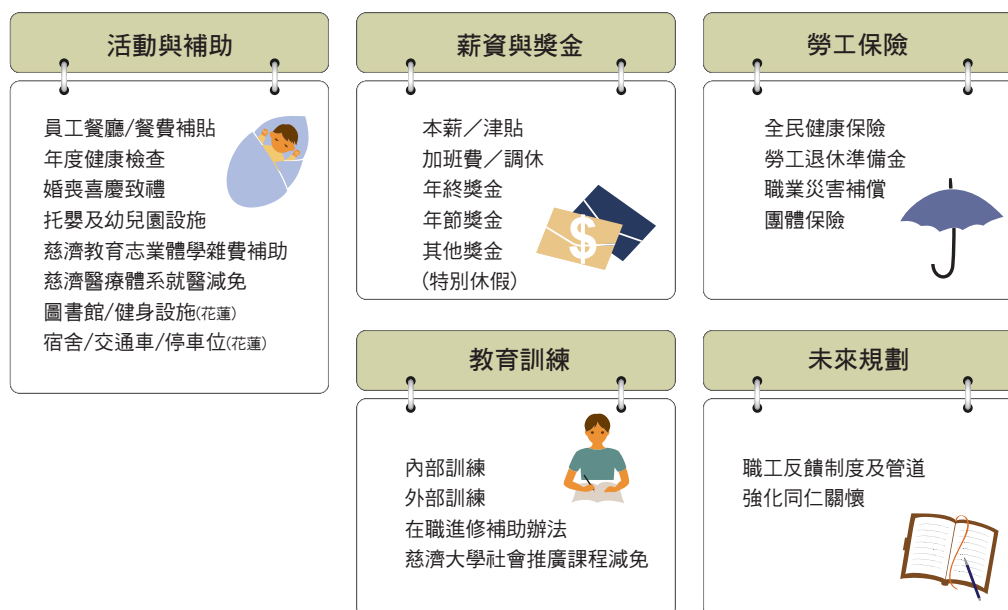 活動與補助
員工餐廳/餐費補貼
年度健康檢查
婚喪喜慶致禮
托嬰及幼兒園設施
慈濟教育志業體學雜費補助
慈濟醫療體系就醫減免
圖書館/健身設施(花蓮)
宿舍/交通車/停車位(花蓮)
薪資與獎金
本薪／津貼
加班費／調休
年終獎金
年節獎金
其他獎金
(特別休假)
$
勞工保險
全民健康保險
勞工退休準備金
職業災害補償
團體保險
教育訓練
內部訓練
外部訓練
在職進修補助辦法
慈濟大學社會推廣課程減免
未來規劃
職工反饋制度及管道
強化同仁關懷